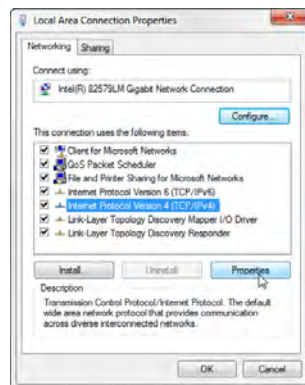 Local Area Connection Properties
Networking
Sharing
Connect using:
Intel(R) 82579LM Gigabit Network Connection
Configure...
This connection uses the following items:
Client for Microsoft Networks
QoS Packet Scheduler
File and Printer Sharing for Microsoft Networks
Internet Protocol Version 6 (TCP/IPv6)
Internet Protocol Version 4 (TCP/IPv4)
Link-Layer Topology Discovery Mapper I/O Driver
Link-Layer Topology Discovery Responder
Install...
Uninstall
Properties
Description
Transmission Control Protocol/Internet Protocol. The default
wide area network protocol that provides communication
across diverse interconnected networks.
OK
Cancel